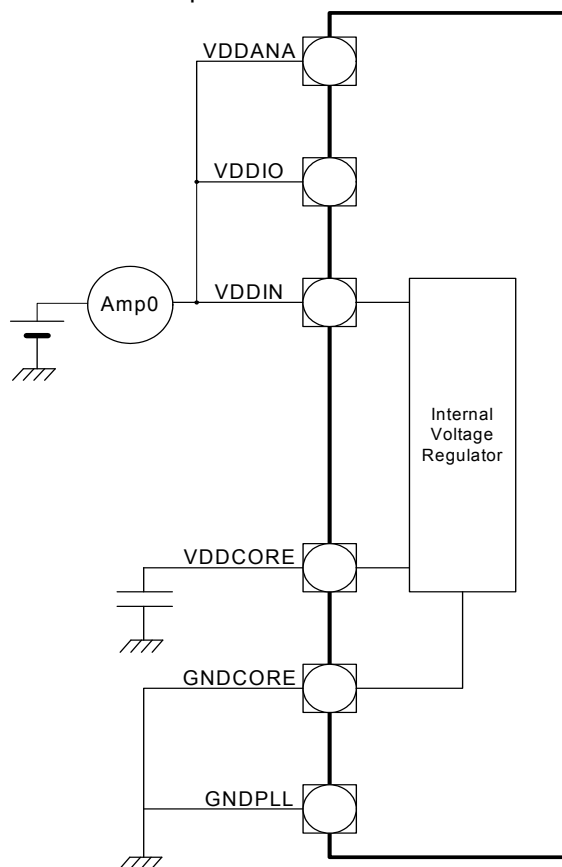 VDDANA
VDDIO
Amp0
VDDIN
Internal
Voltage
Regulator
VDDCORE
GNDCORE
GNDPLL